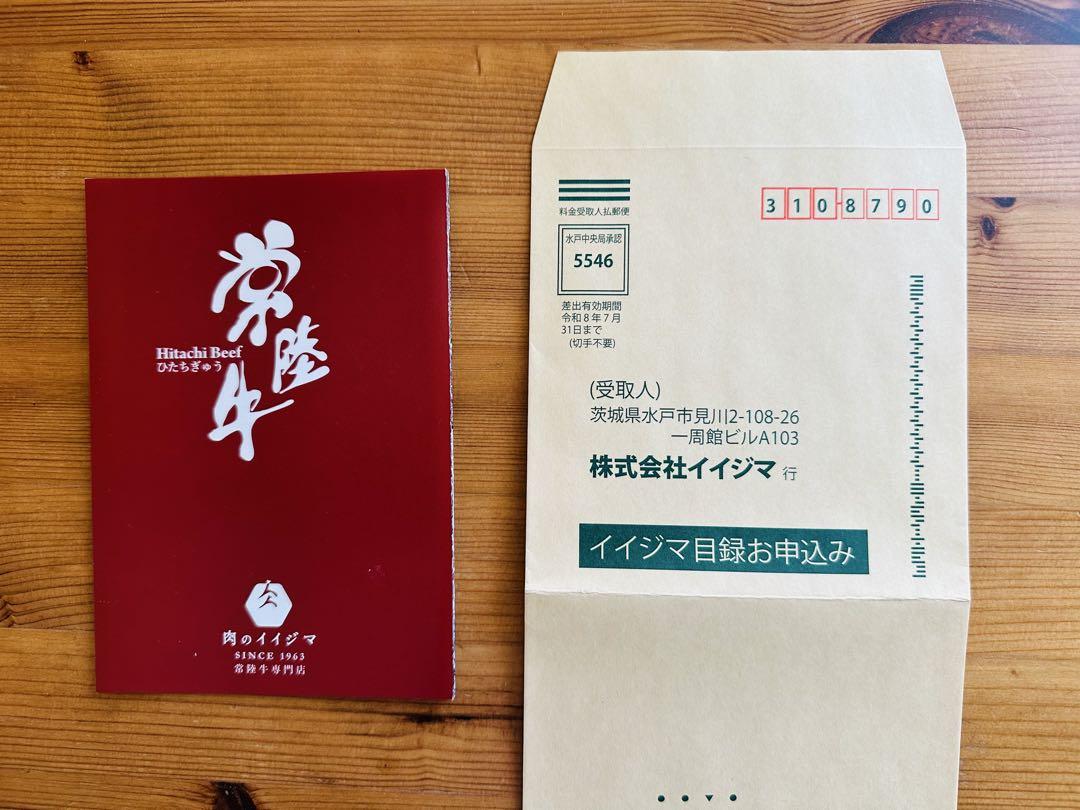 常陸牛
Hitachi Beef
ひたちぎゅう
肉のイイジマ
SINCE 1963
常陸牛専門店
料金受取人払郵便
水戸中央局承認
5546
差出有効期間
令和8年7月
31日まで
(切手不要)
310-8790
(受取人)
茨城県水戸市見川2-108-26
一周館ビルA103
株式会社イイジマ 行
イイジマ目録お申込み